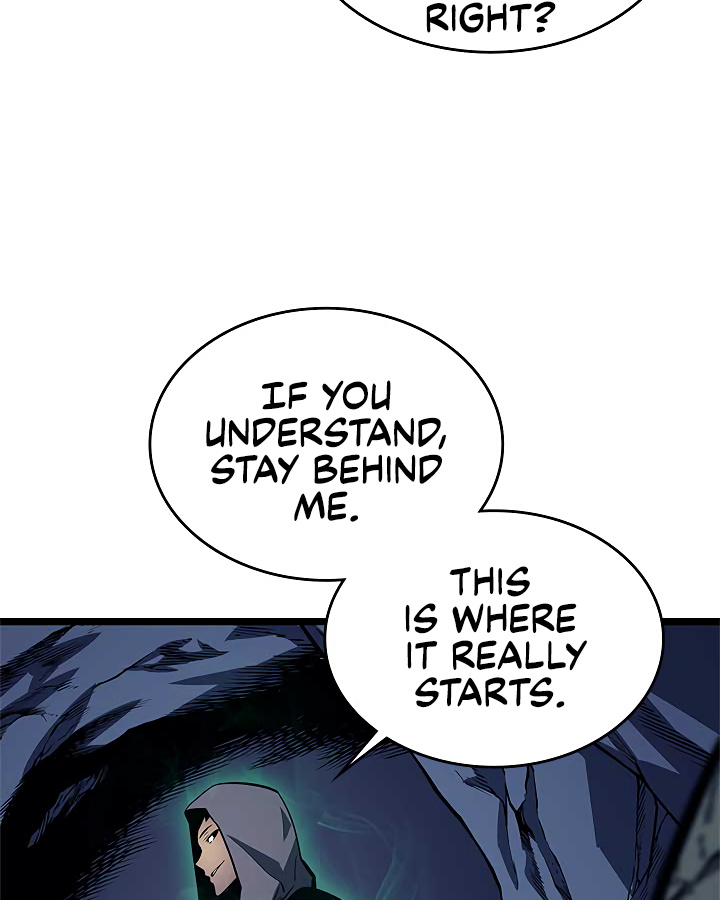 RIGHT?
IF YOU
UNDERSTAND,
STAY BEHIND
ME.
THIS
IS WHERE
IT REALLY
STARTS.